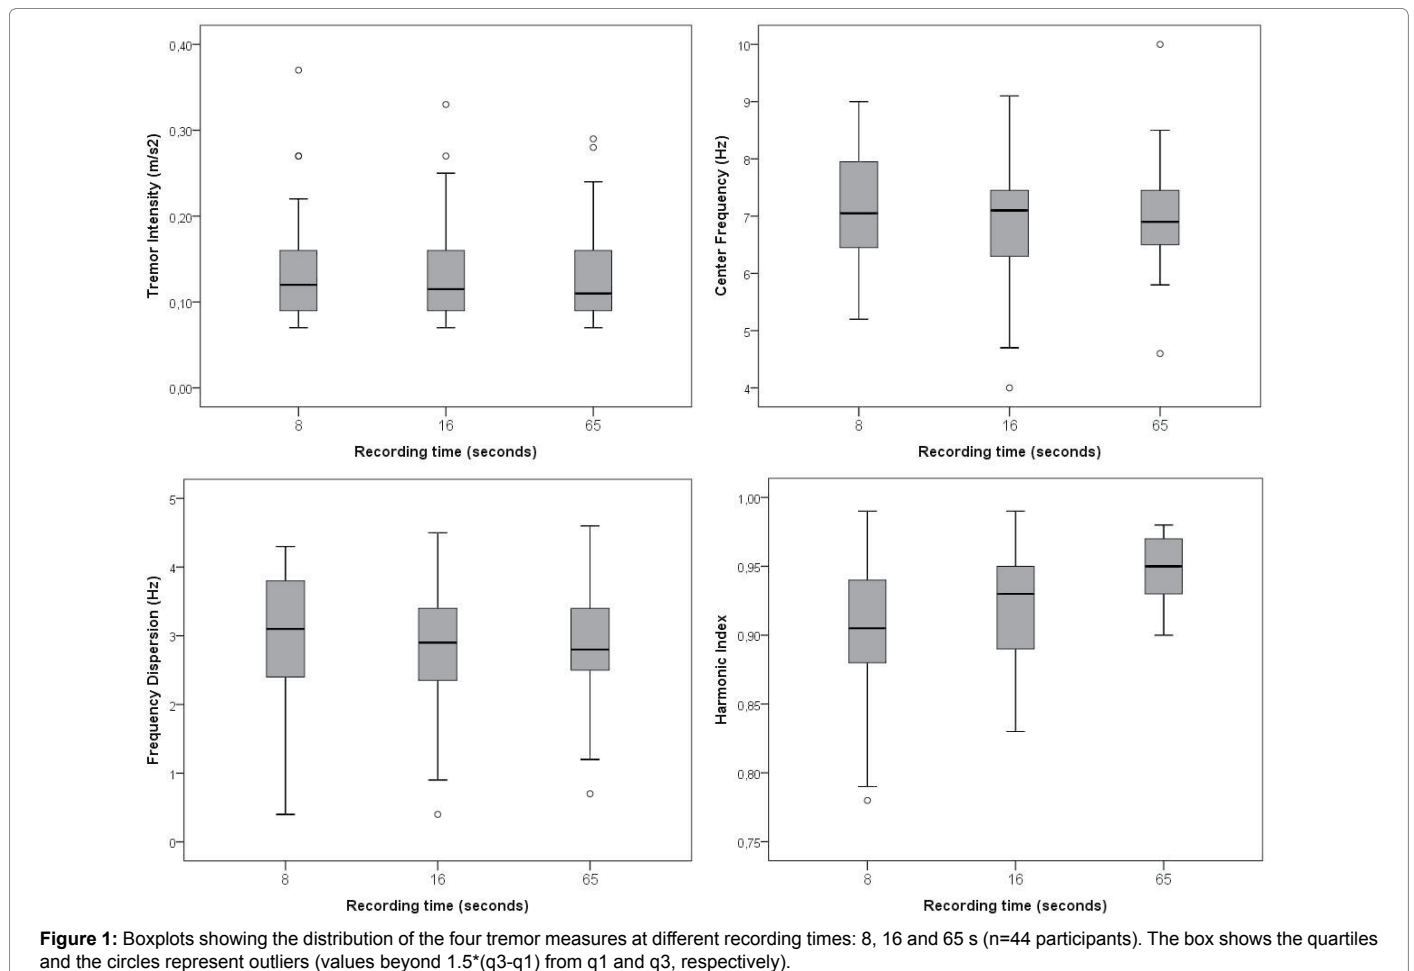 0,40
0,30
0,20
0,10
0,00
Tremor Intensity (m/s2)
8 16 65
Recording time (seconds)
10
9
8
7
6
5
4
Center Frequency (Hz)
8 16 65
Recording time (seconds)
5
4
3
2
1
0
Frequency Dispersion (Hz)
8 16 65
Recording time (seconds)
1,00
0,95
0,90
0,85
0,80
0,75
Harmonic Index
8 16 65
Recording time (seconds)
Figure 1: Boxplots showing the distribution of the four tremor measures at different recording times: 8, 16 and 65 s (n=44 participants). The box shows the quartiles
and the circles represent outliers (values beyond 1.5*(q3-q1) from q1 and q3, respectively).